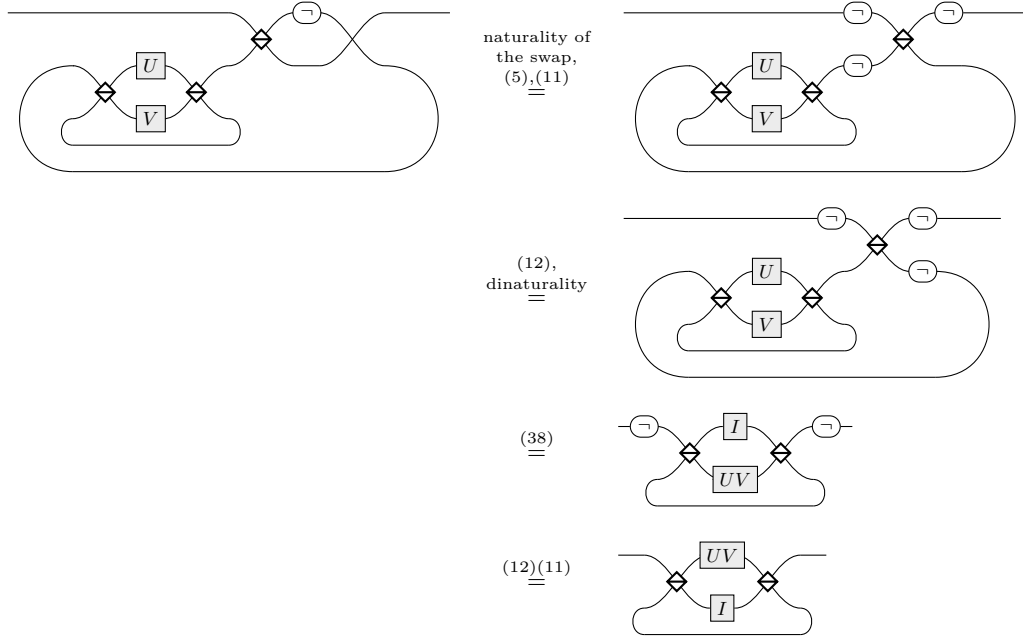 ¬
naturality of
the swap,
(5),(11)
=
¬ ¬
U
V
U ¬
V
(12),
dinaturality
=
¬ ¬
U ¬
V
(38)
=
¬ I ¬
UV
(12)(11)
=
UV
I